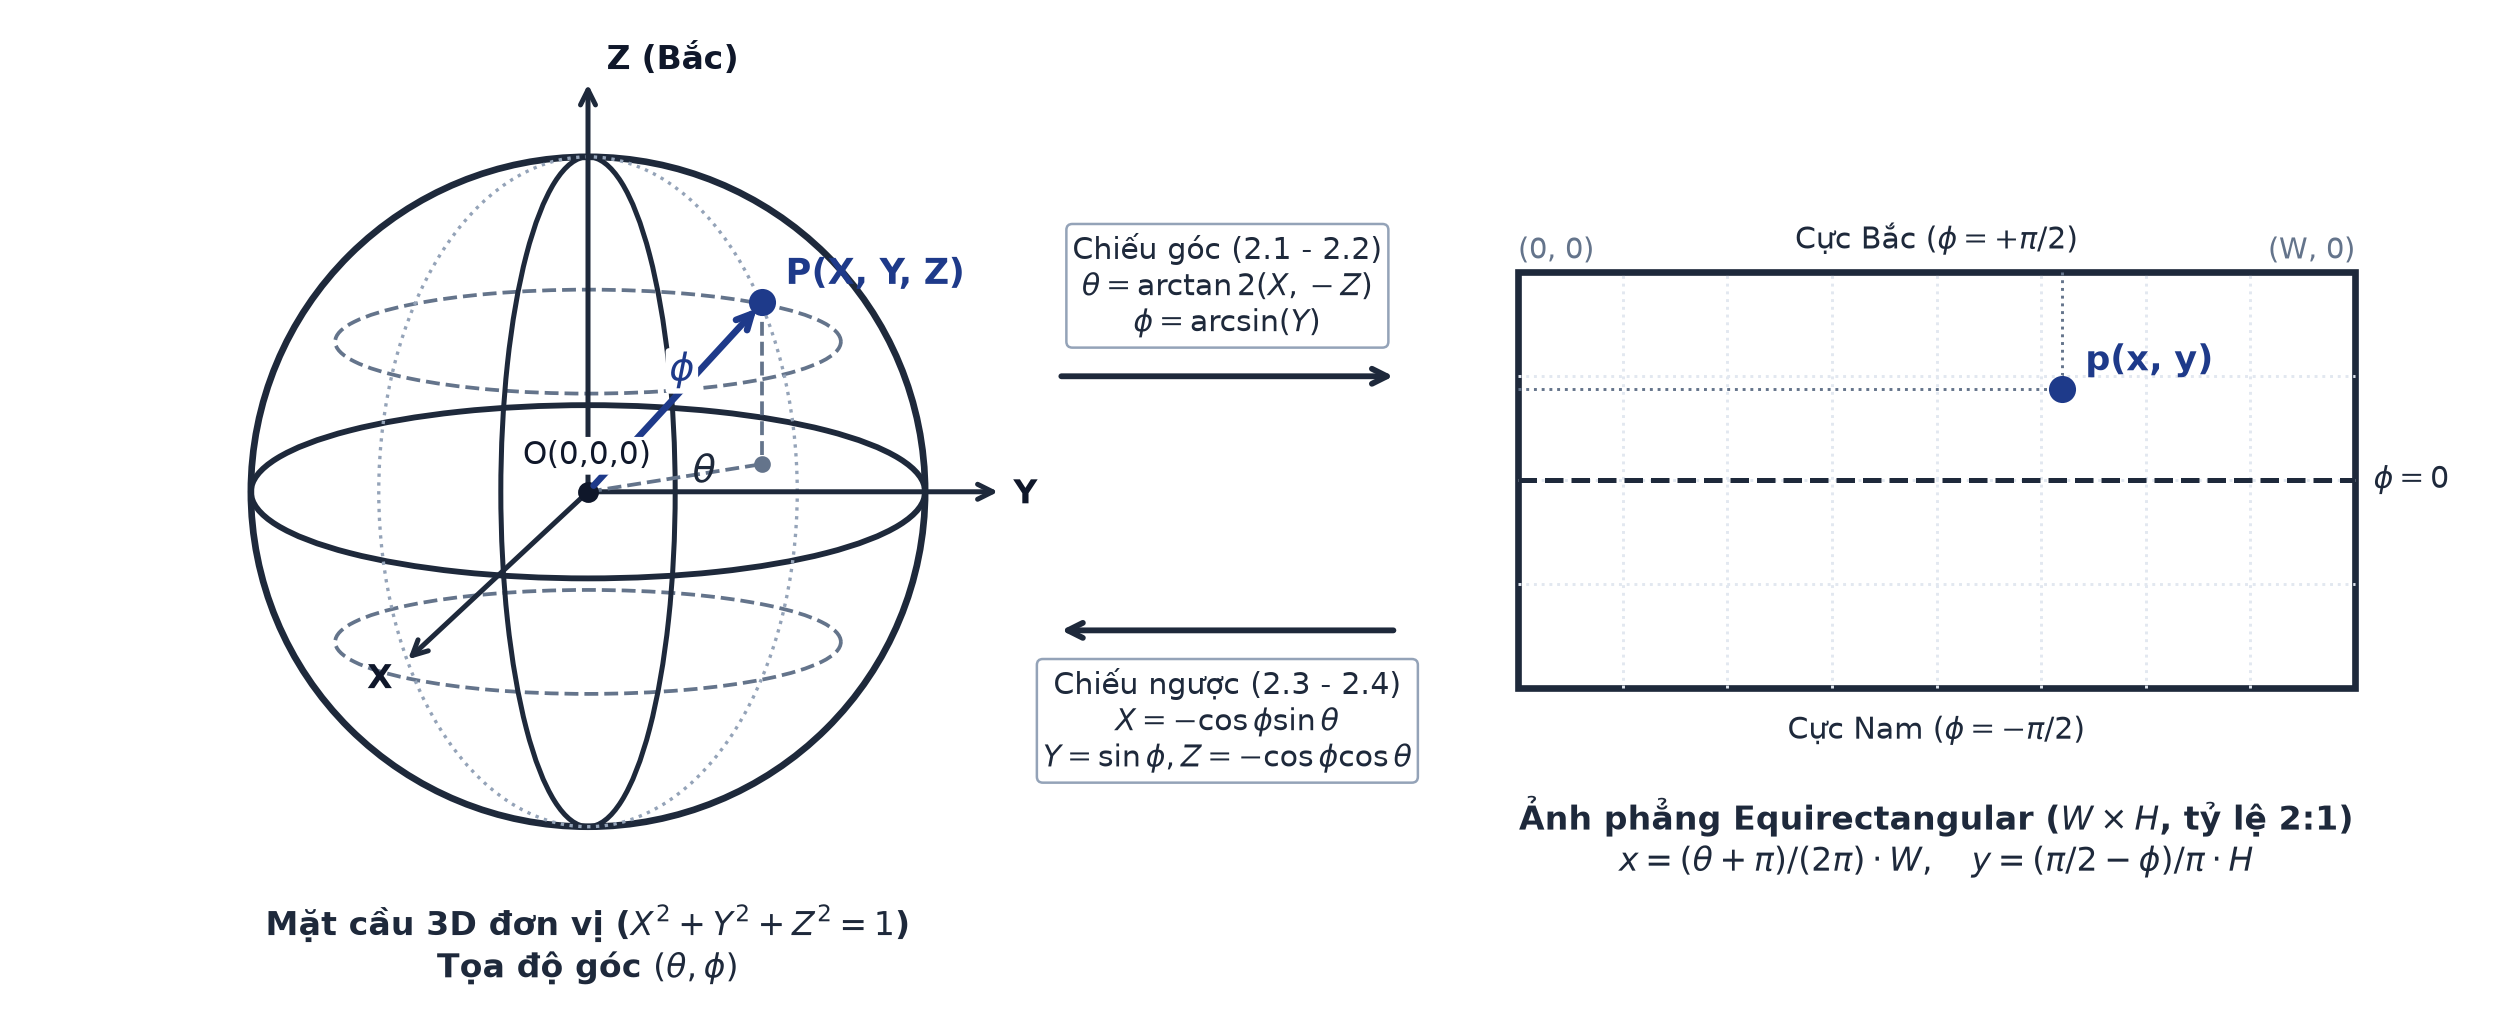 Z (Bắc)
P(X, Y, Z)
ϕ
O(0,0,0)
θ
Y
X
Mặt cầu 3D đơn vị (X² + Y² + Z² = 1)
Tọa độ góc (θ, ϕ)
Chiếu góc (2.1 - 2.2)
θ = arctan 2(X, −Z)
ϕ = arcsin(Y)
Chiếu ngược (2.3 - 2.4)
X = −cos ϕ sin θ
Y = sin ϕ, Z = −cos ϕ cos θ
Cực Bắc (ϕ = +π/2)
(0, 0)
(W, 0)
p(x, y)
ϕ = 0
Cực Nam (ϕ = −π/2)
Ảnh phẳng Equirectangular (W × H, tỷ lệ 2:1)
x = (θ + π)/(2π) · W, y = (π/2 − ϕ)/π · H